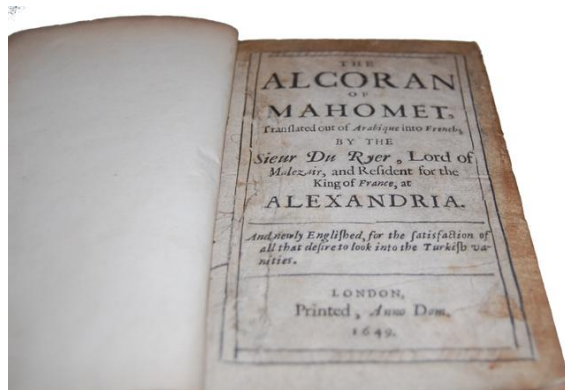 THE
ALCORAN
OF
MAHOMET,
Tranſlated out of Arabique into French,
BY THE
Sieur Du Ryer, Lord of
Malezair, and Reſident for the
King of France, at
ALEXANDRIA.
And newly Engliſhed, for the ſatisfaction of
all that deſire to look into the Turkiſh va-
nities.
LONDON,
Printed, Anno Dom.
1649.